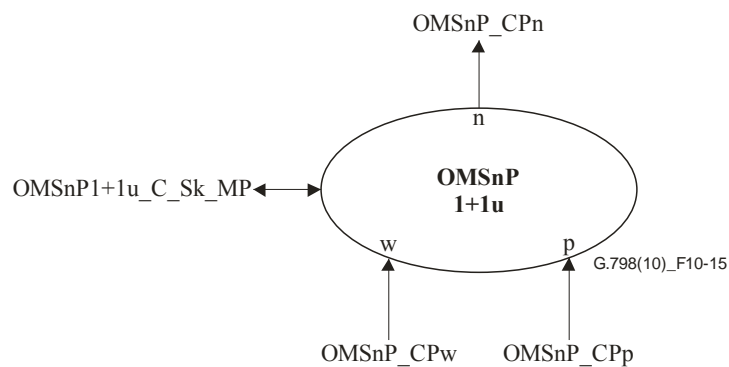 OMSnP_CPn
n
OMSnP1+1u_C_Sk_MP
OMSnP
1+1u
w
p
G.798(10)_F10-15
OMSnP_CPw
OMSnP_CPp